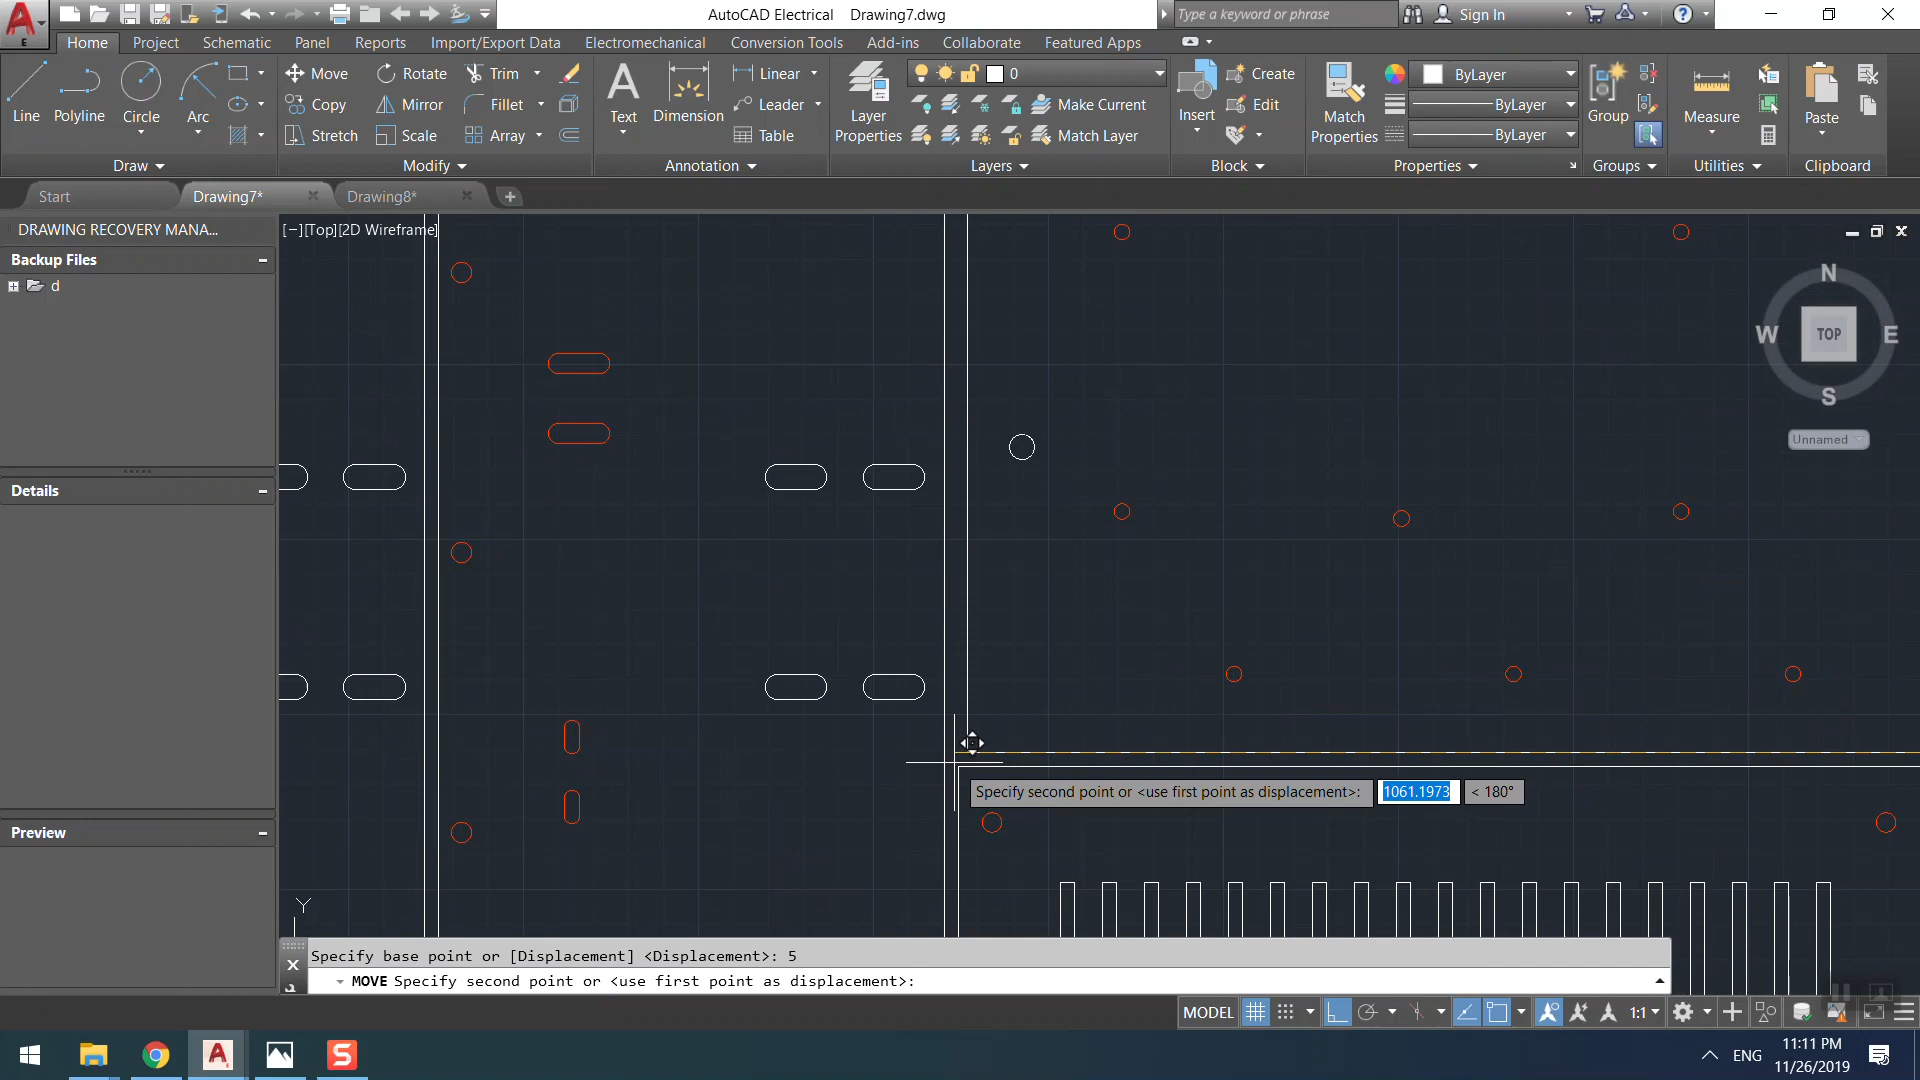 AutoCAD Electrical Drawing7.dwg
Type a keyword or phrase
Sign In
E
Home Project Schematic Panel Reports Import/Export Data Electromechanical Conversion Tools Add-ins Collaborate Featured Apps
Line Polyline Circle Arc
Move Rotate Trim
Copy Mirror Fillet
Stretch Scale Array
Text Dimension
Linear
Leader
Table
Layer Properties
0
Make Current
Match Layer
Insert
Create
Edit
Match Properties
ByLayer
ByLayer
ByLayer
Group
Measure
Paste
Draw Modify Annotation Layers Block Properties Groups Utilities Clipboard
Start Drawing7* Drawing8*
DRAWING RECOVERY MANA...
Backup Files
d
Details
Preview
[−][Top][2D Wireframe]
N
W TOP E
S
Unnamed
Specify second point or <use first point as displacement>: 1061.1973 < 180°
Y
Specify base point or [Displacement] <Displacement>: 5
MOVE Specify second point or <use first point as displacement>:
MODEL 1:1
ENG
11:11 PM
11/26/2019